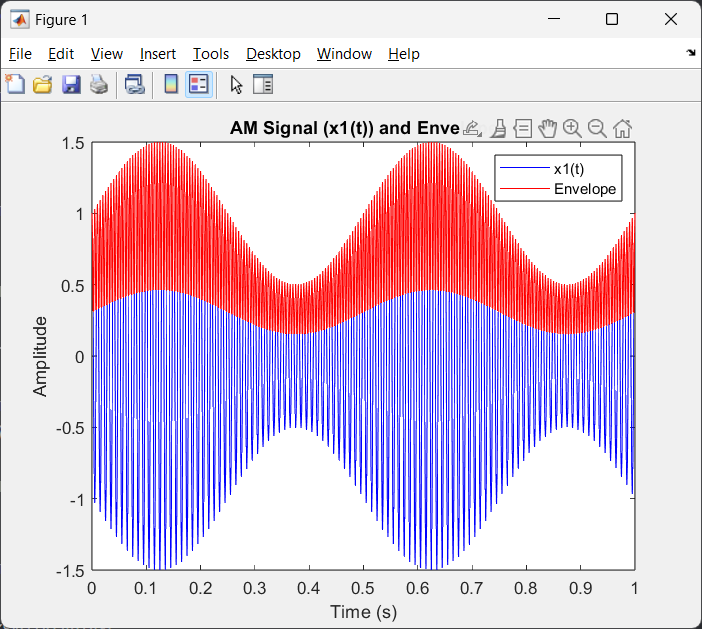 Figure 1
File Edit View Insert Tools Desktop Window Help
AM Signal (x1(t)) and Enve
x1(t)
Envelope
Amplitude
1.5
1
0.5
0
-0.5
-1
-1.5
0 0.1 0.2 0.3 0.4 0.5 0.6 0.7 0.8 0.9 1
Time (s)